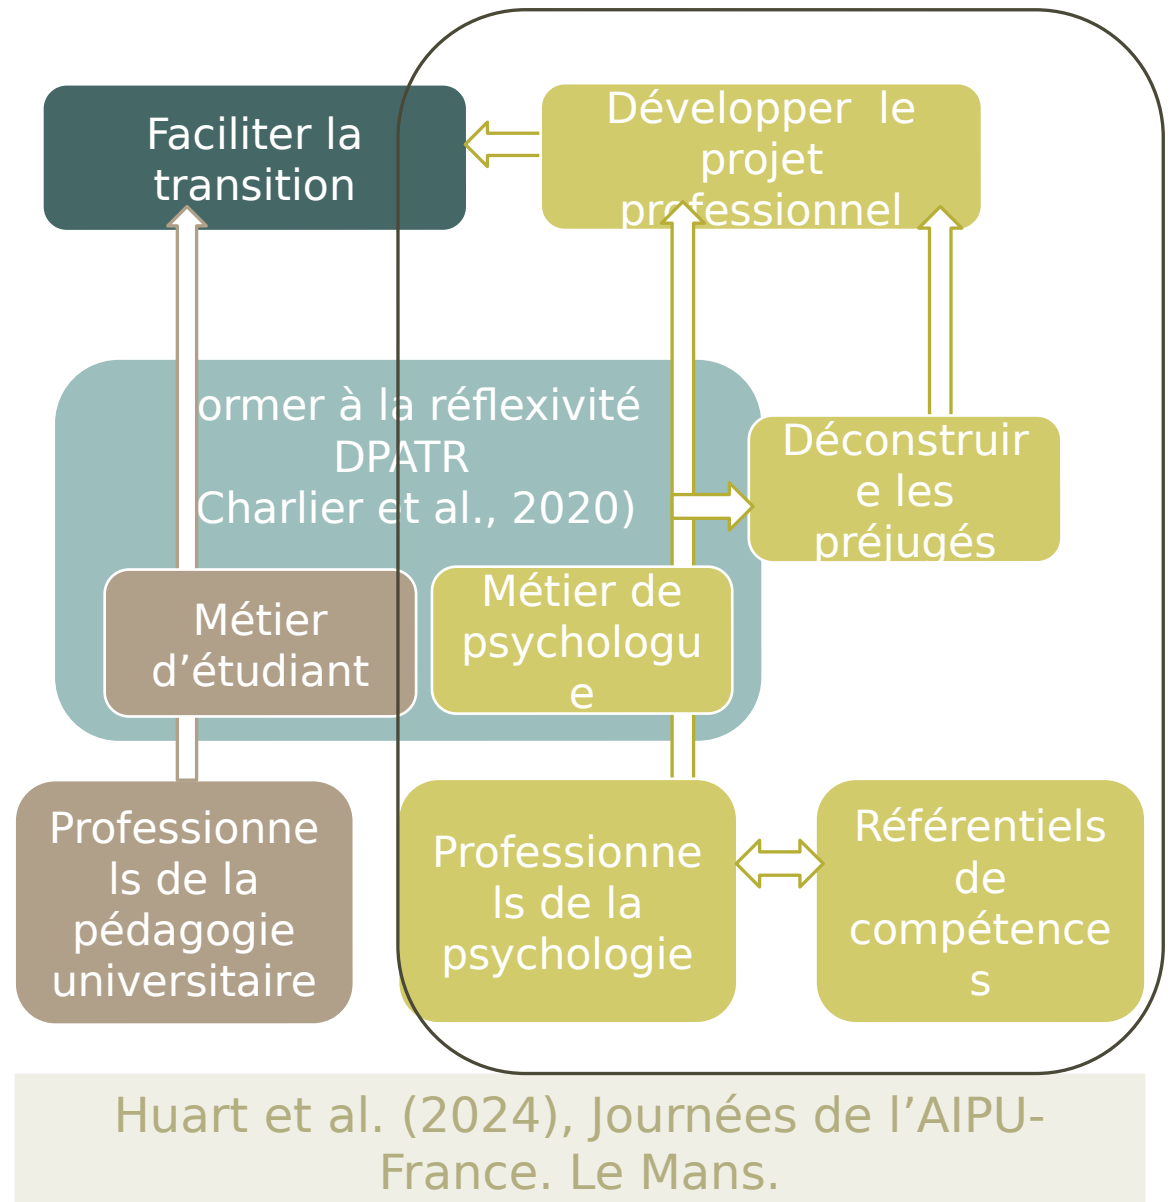 Faciliter la
transition
Développer le
projet
professionnel
ormer à la réflexivité
DPATR
Charlier et al., 2020)
Déconstruir
e les
préjugés
Métier
d’étudiant
Métier de
psychologu
e
Professionne
ls de la
pédagogie
universitaire
Professionne
ls de la
psychologie
Référentiels
de
compétence
s
Huart et al. (2024), Journées de l’AIPU-
France. Le Mans.